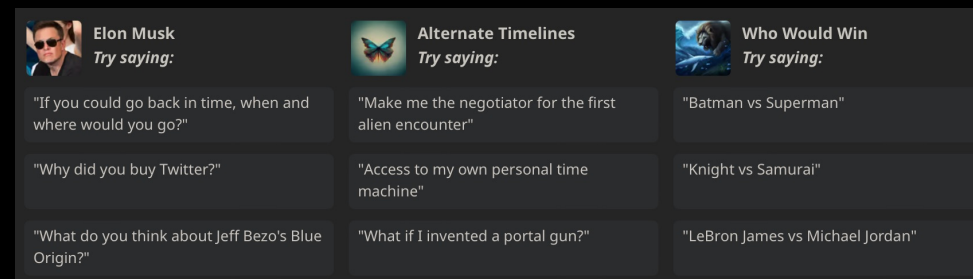 Elon Musk
Try saying:
"If you could go back in time, when and
where would you go?"
"Why did you buy Twitter?"
"What do you think about Jeff Bezo's Blue
Origin?"
Alternate Timelines
Try saying:
"Make me the negotiator for the first
alien encounter"
"Access to my own personal time
machine"
"What if I invented a portal gun?"
Who Would Win
Try saying:
"Batman vs Superman"
"Knight vs Samurai"
"LeBron James vs Michael Jordan"